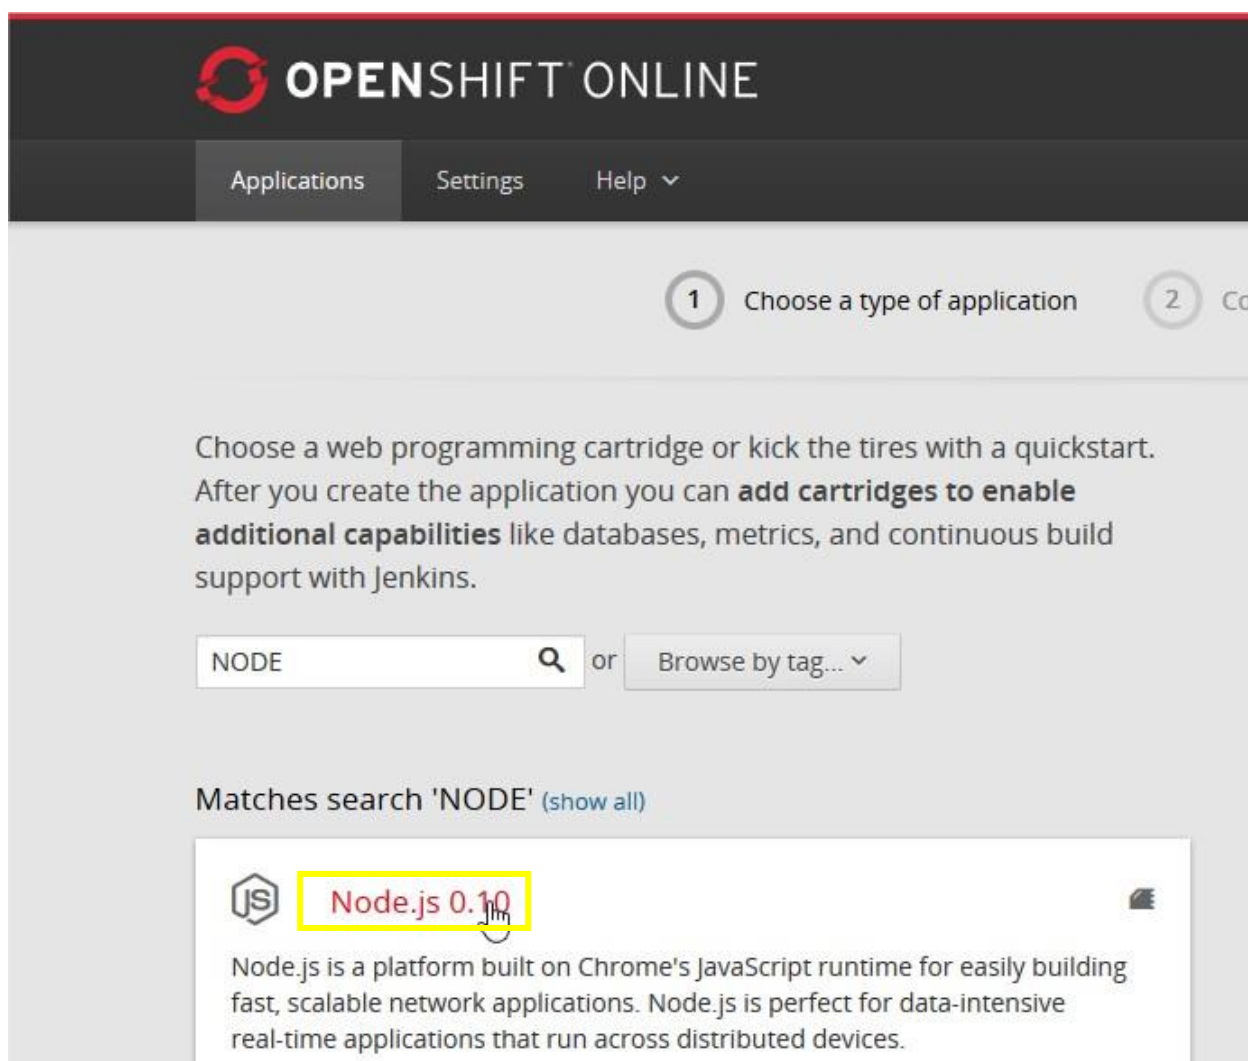 OPENSHIFT ONLINE
Applications Settings Help
1 Choose a type of application 2
Choose a web programming cartridge or kick the tires with a quickstart.
After you create the application you can add cartridges to enable
additional capabilities like databases, metrics, and continuous build
support with Jenkins.
NODE or Browse by tag...
Matches search 'NODE' (show all)
JS Node.js 0.10
Node.js is a platform built on Chrome's JavaScript runtime for easily building
fast, scalable network applications. Node.js is perfect for data-intensive
real-time applications that run across distributed devices.